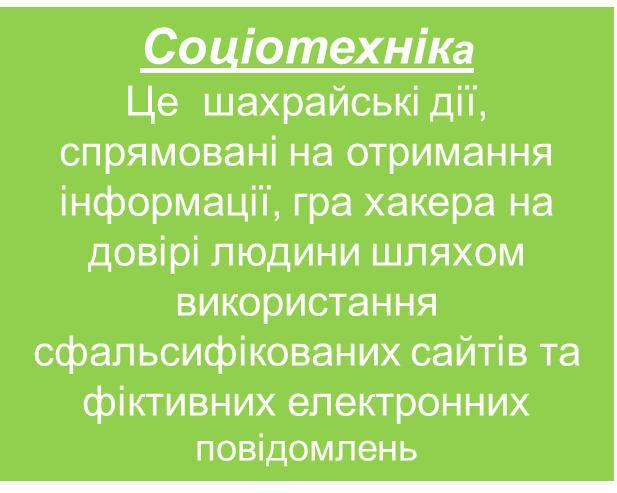 Соціотехніка
Це шахрайські дії,
спрямовані на отримання
інформації, гра хакера на
довірі людини шляхом
використання
сфальсифікованих сайтів та
фіктивних електронних
повідомлень